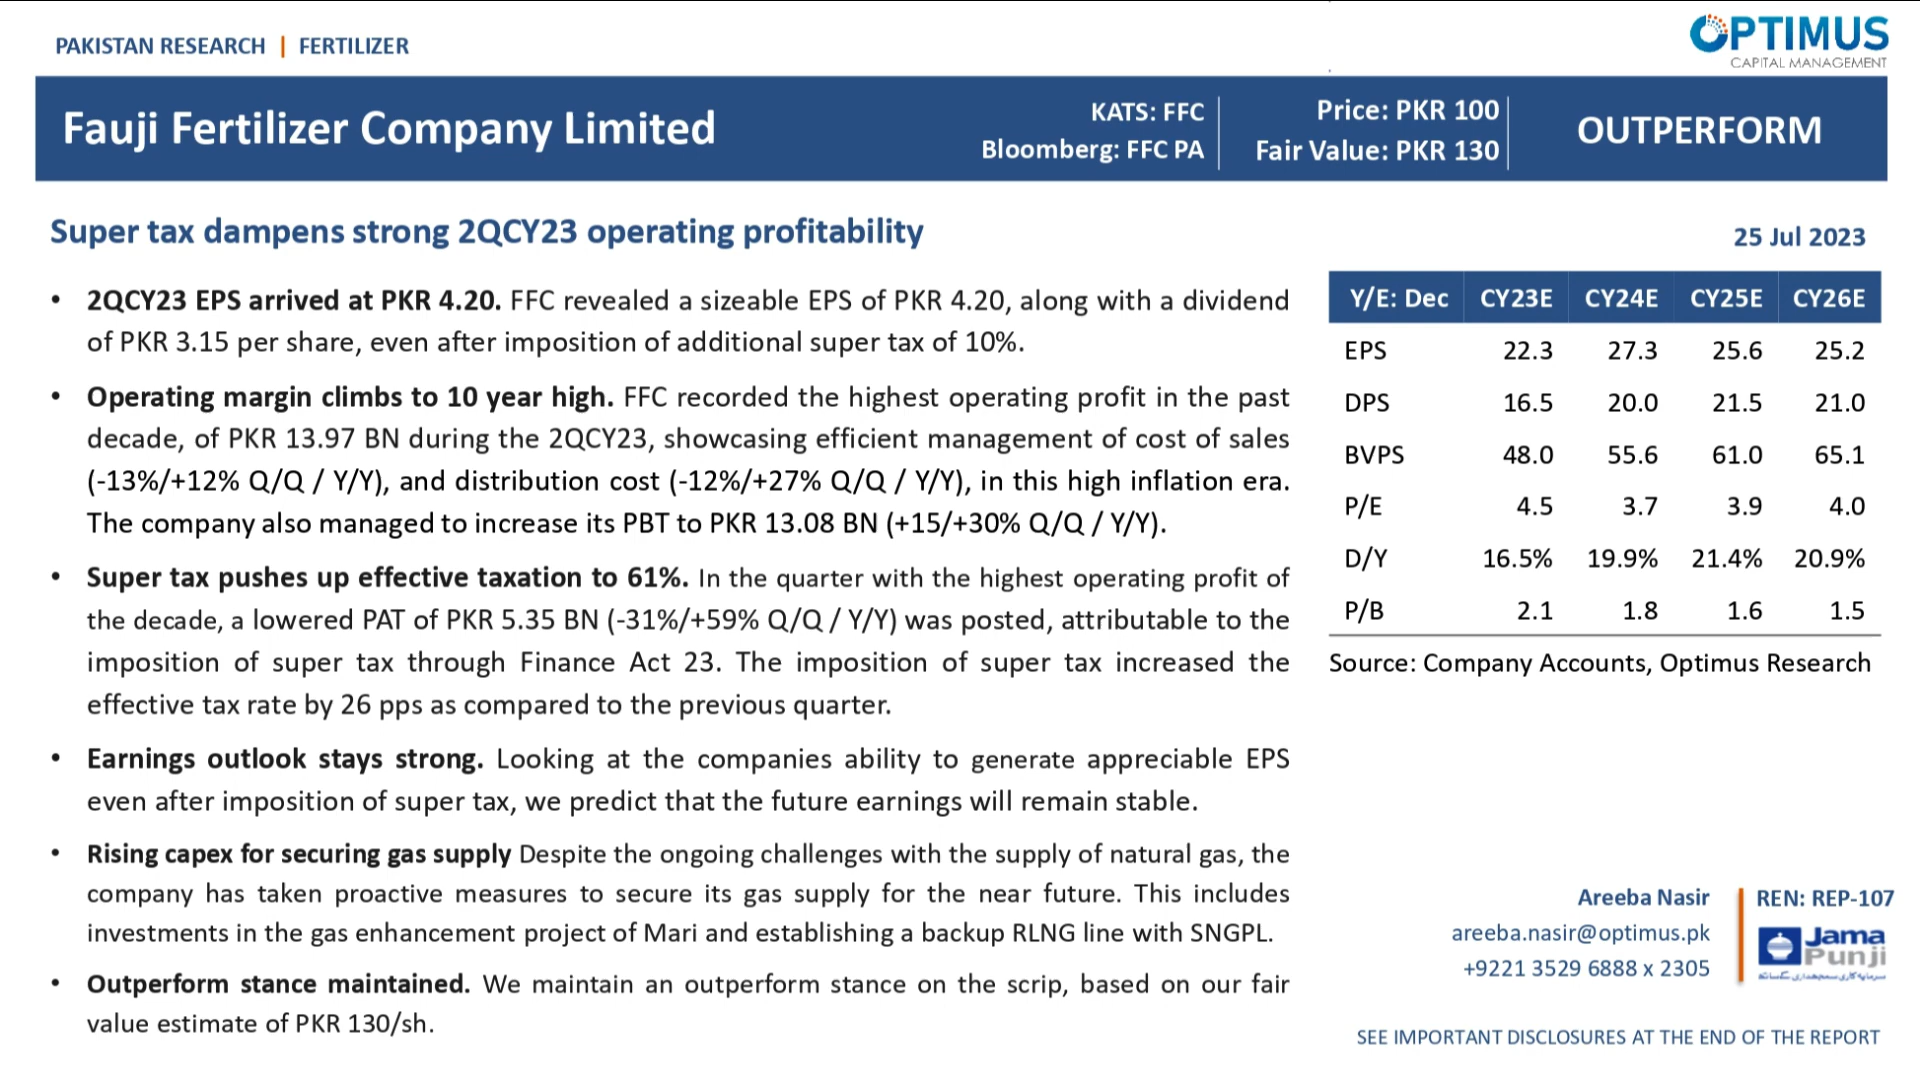 PAKISTAN RESEARCH | FERTILIZER
OPTIMUS
CAPITAL MANAGEMENT
Fauji Fertilizer Company Limited
KATS: FFC
Bloomberg: FFC PA
Price: PKR 100
Fair Value: PKR 130
OUTPERFORM
Super tax dampens strong 2QCY23 operating profitability
• 2QCY23 EPS arrived at PKR 4.20. FFC revealed a sizeable EPS of PKR 4.20, along with a dividend
of PKR 3.15 per share, even after imposition of additional super tax of 10%.
• Operating margin climbs to 10 year high. FFC recorded the highest operating profit in the past
decade, of PKR 13.97 BN during the 2QCY23, showcasing efficient management of cost of sales
(-13%/+12% Q/Q / Y/Y), and distribution cost (-12%/+27% Q/Q / Y/Y), in this high inflation era.
The company also managed to increase its PBT to PKR 13.08 BN (+15/+30% Q/Q / Y/Y).
• Super tax pushes up effective taxation to 61%. In the quarter with the highest operating profit of
the decade, a lowered PAT of PKR 5.35 BN (-31%/+59% Q/Q / Y/Y) was posted, attributable to the
imposition of super tax through Finance Act 23. The imposition of super tax increased the
effective tax rate by 26 pps as compared to the previous quarter.
• Earnings outlook stays strong. Looking at the companies ability to generate appreciable EPS
even after imposition of super tax, we predict that the future earnings will remain stable.
• Rising capex for securing gas supply Despite the ongoing challenges with the supply of natural gas, the
company has taken proactive measures to secure its gas supply for the near future. This includes
investments in the gas enhancement project of Mari and establishing a backup RLNG line with SNGPL.
• Outperform stance maintained. We maintain an outperform stance on the scrip, based on our fair
value estimate of PKR 130/sh.
25 Jul 2023
Y/E: Dec CY23E CY24E CY25E CY26E
EPS 22.3 27.3 25.6 25.2
DPS 16.5 20.0 21.5 21.0
BVPS 48.0 55.6 61.0 65.1
P/E 4.5 3.7 3.9 4.0
D/Y 16.5% 19.9% 21.4% 20.9%
P/B 2.1 1.8 1.6 1.5
Source: Company Accounts, Optimus Research
Areeba Nasir
areeba.nasir@optimus.pk
+9221 3529 6888 x 2305
REN: REP-107
Jama
Punji
SEE IMPORTANT DISCLOSURES AT THE END OF THE REPORT